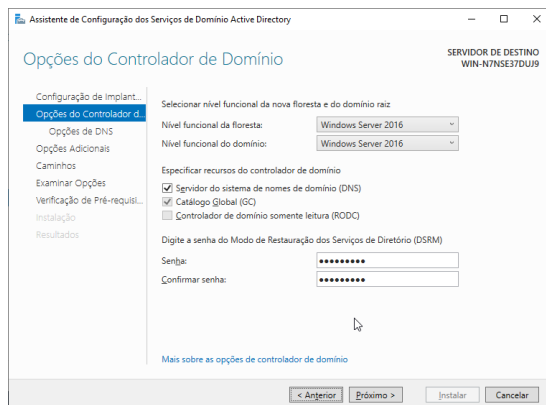 Assistente de Configuração dos Serviços de Domínio Active Directory
Opções do Controlador de Domínio
SERVIDOR DE DESTINO
WIN-N7NSE37DUJ9
Configuração de Implant...
Opções do Controlador d...
Opções de DNS
Opções Adicionais
Caminhos
Examinar Opções
Verificação de Pré-requisi...
Instalação
Resultados
Selecionar nível funcional da nova floresta e do domínio raiz
Nível funcional da floresta: Windows Server 2016
Nível funcional do domínio: Windows Server 2016
Especificar recursos do controlador de domínio
Servidor do sistema de nomes de domínio (DNS)
Catálogo Global (GC)
Controlador de domínio somente leitura (RODC)
Digite a senha do Modo de Restauração dos Serviços de Diretório (DSRM)
Senha: •••••••••
Confirmar senha: •••••••••
Mais sobre as opções de controlador de domínio
< Anterior Próximo > Instalar Cancelar